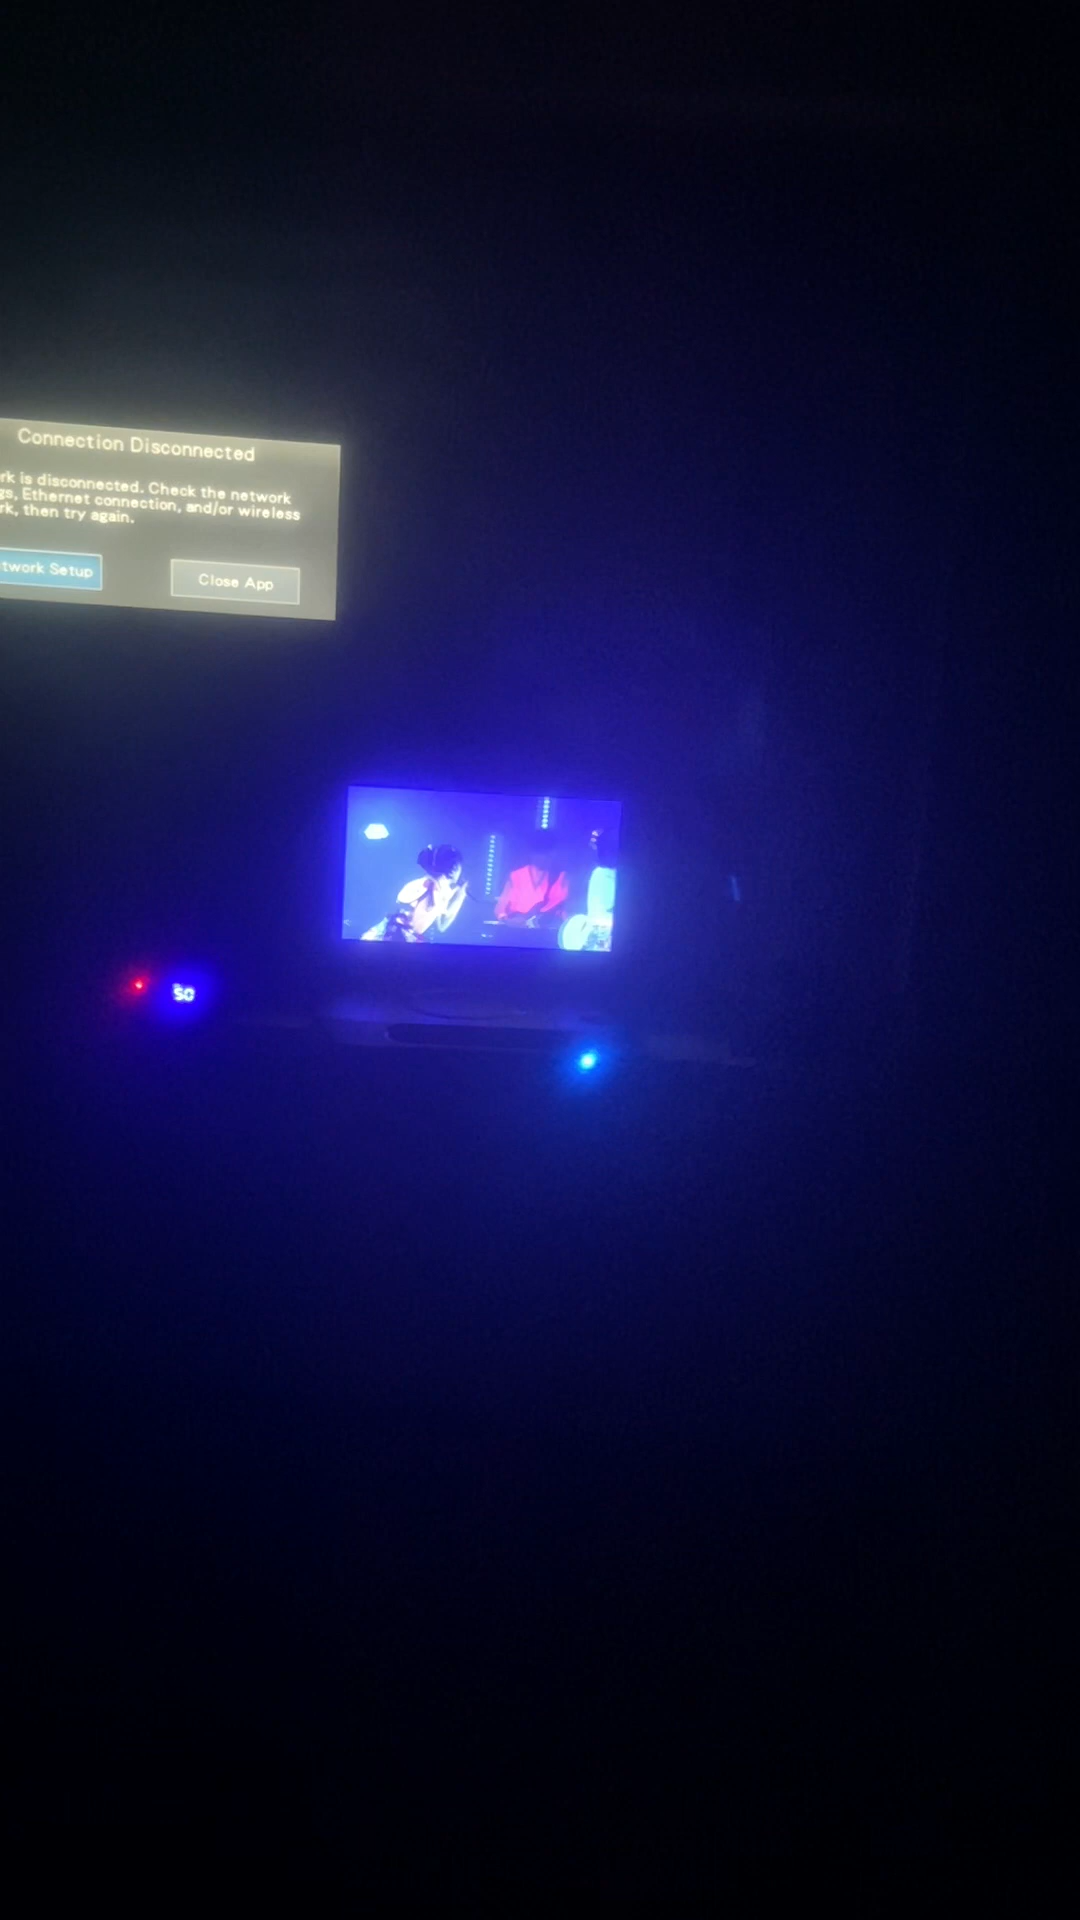 Connection Disconnected
rk is disconnected. Check the network
gs, Ethernet connection, and/or wireless
rk, then try again.
twork Setup
Close App
50